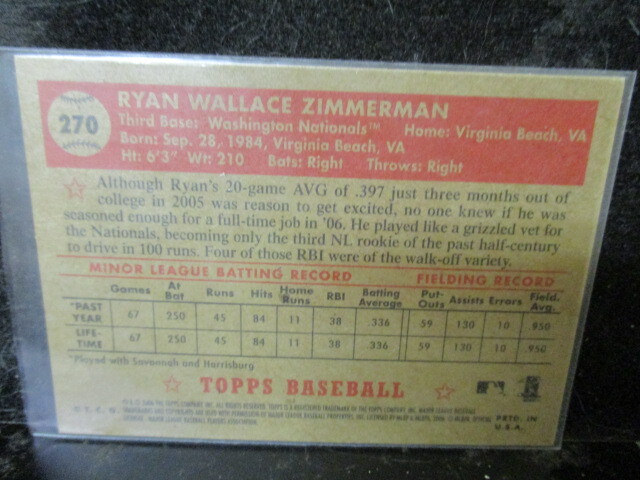 270
RYAN WALLACE ZIMMERMAN
Third Base: Washington Nationals™ Home: Virginia Beach, VA
Born: Sep. 28, 1984, Virginia Beach, VA
Ht: 6'3" Wt: 210 Bats: Right Throws: Right
Although Ryan's 20-game AVG of .397 just three months out of
college in 2005 was reason to get excited, no one knew if he was
seasoned enough for a full-time job in '06. He played like a grizzled vet for
the Nationals, becoming only the third NL rookie of the past half-century
to drive in 100 runs. Four of those RBI were of the walk-off variety.
MINOR LEAGUE BATTING RECORD FIELDING RECORD
Games At Bat Runs Hits Home Runs RBI Batting Average Put-Outs Assists Errors Field. Avg.
*PAST YEAR 67 250 45 84 11 38 .336 59 130 10 .950
LIFE-TIME 67 250 45 84 11 38 .336 59 130 10 .950
*Played with Savannah and Harrisburg
TOPPS BASEBALL
PRTD. IN
U.S.A.